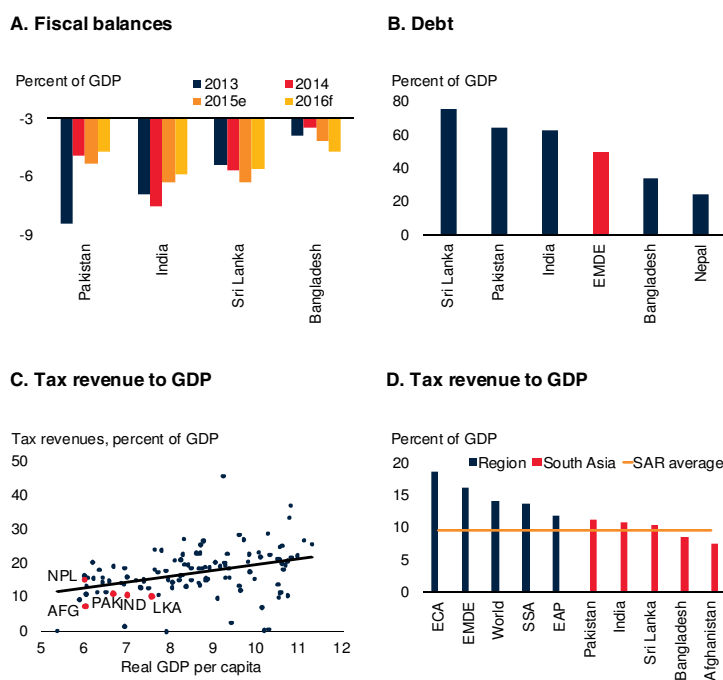 A. Fiscal balances
Percent of GDP
2013 2014
2015e 2016f
-3
-6
-9
Pakistan
India
Sri Lanka
Bangladesh
B. Debt
Percent of GDP
80
60
40
20
0
Sri Lanka
Pakistan
India
EMDE
Bangladesh
Nepal
C. Tax revenue to GDP
Tax revenues, percent of GDP
50
40
30
20
10
0
NPL
AFG
PAK
IND
LKA
5 6 7 8 9 10 11 12
Real GDP per capita
D. Tax revenue to GDP
Percent of GDP
Region South Asia SAR average
20
15
10
5
0
ECA
EMDE
World
SSA
EAP
Pakistan
India
Sri Lanka
Bangladesh
Afghanistan